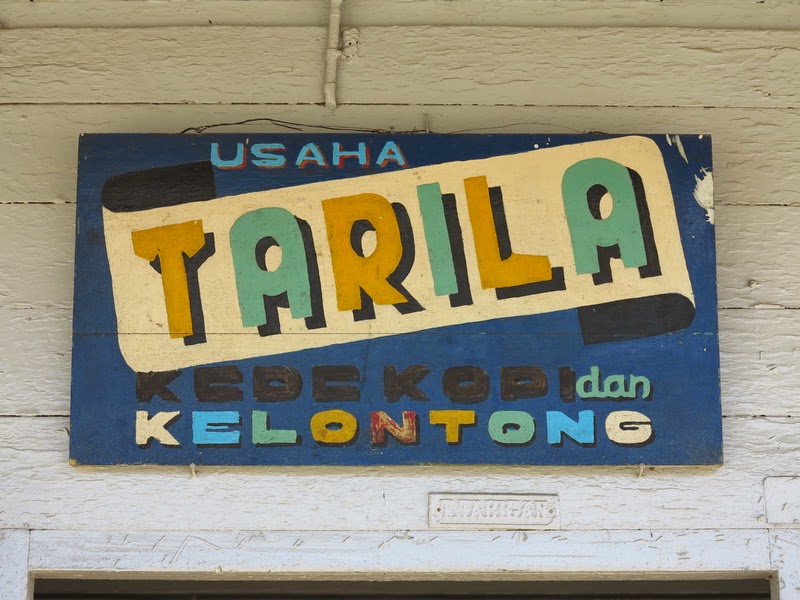 USAHA
TARILA
KEDE KOPI dan
KELONTONG